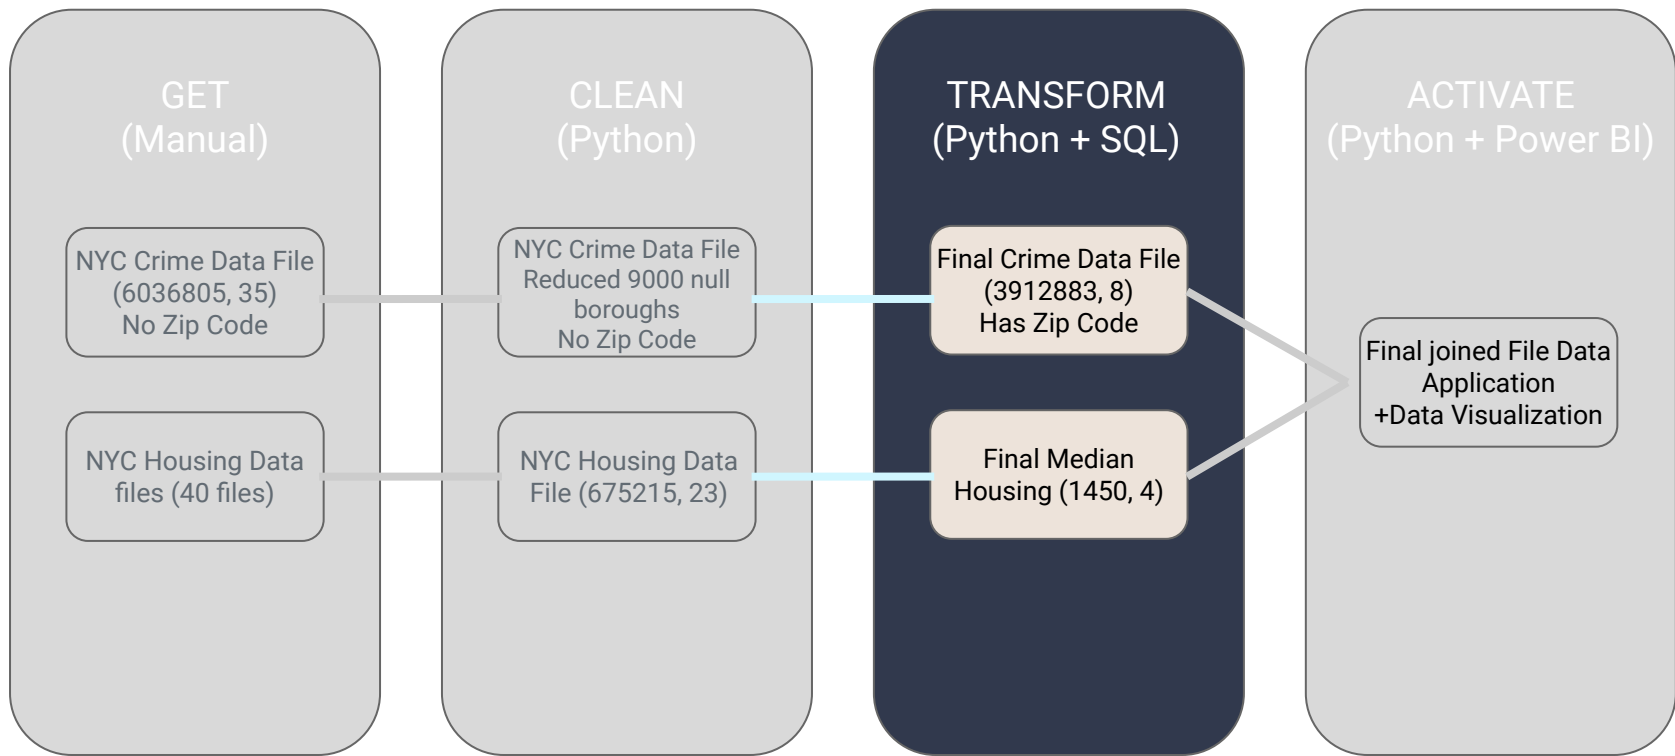 GET
(Manual)
NYC Crime Data File
(6036805, 35)
No Zip Code
NYC Housing Data
files (40 files)
CLEAN
(Python)
NYC Crime Data File
Reduced 9000 null
boroughs
No Zip Code
NYC Housing Data
File (675215, 23)
TRANSFORM
(Python + SQL)
Final Crime Data File
(3912883, 8)
Has Zip Code
Final Median
Housing (1450, 4)
ACTIVATE
(Python + Power BI)
Final joined File Data
Application
+Data Visualization